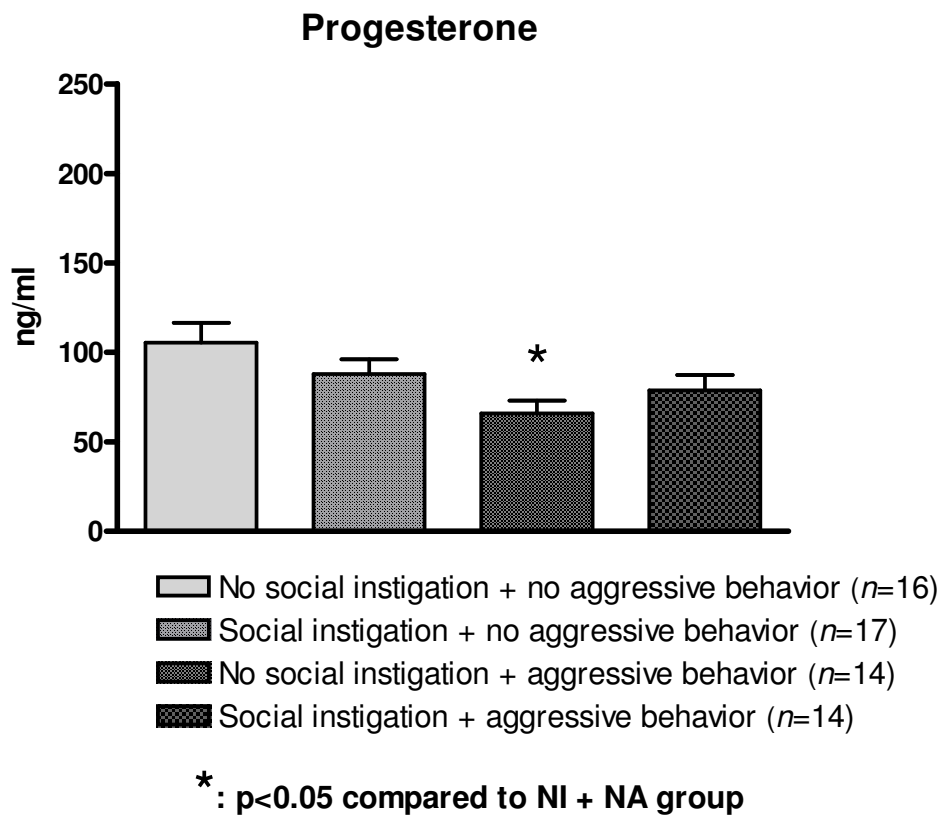 Progesterone
250
200
150
100
50
0
ng/ml
*
No social instigation + no aggressive behavior (n=16)
Social instigation + no aggressive behavior (n=17)
No social instigation + aggressive behavior (n=14)
Social instigation + aggressive behavior (n=14)
*: p<0.05 compared to NI + NA group